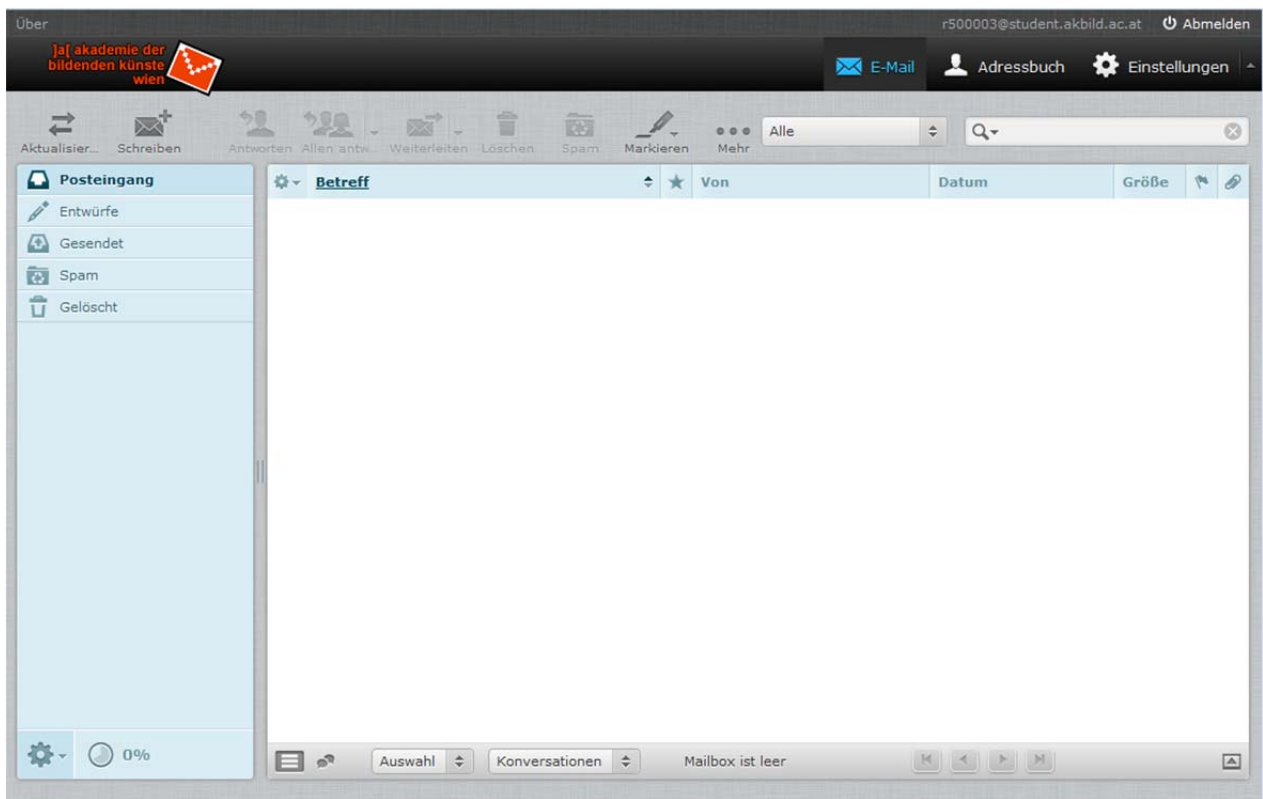 Über
r500003@student.akbild.ac.at Abmelden
]a[ akademie der
bildenden künste
wien
E-Mail Adressbuch Einstellungen
Aktualisier... Schreiben Antworten Allen antw... Weiterleiten Löschen Spam Markieren Mehr Alle
Posteingang
Entwürfe
Gesendet
Spam
Gelöscht
Betreff Von Datum Größe
0%
Auswahl Konversationen Mailbox ist leer